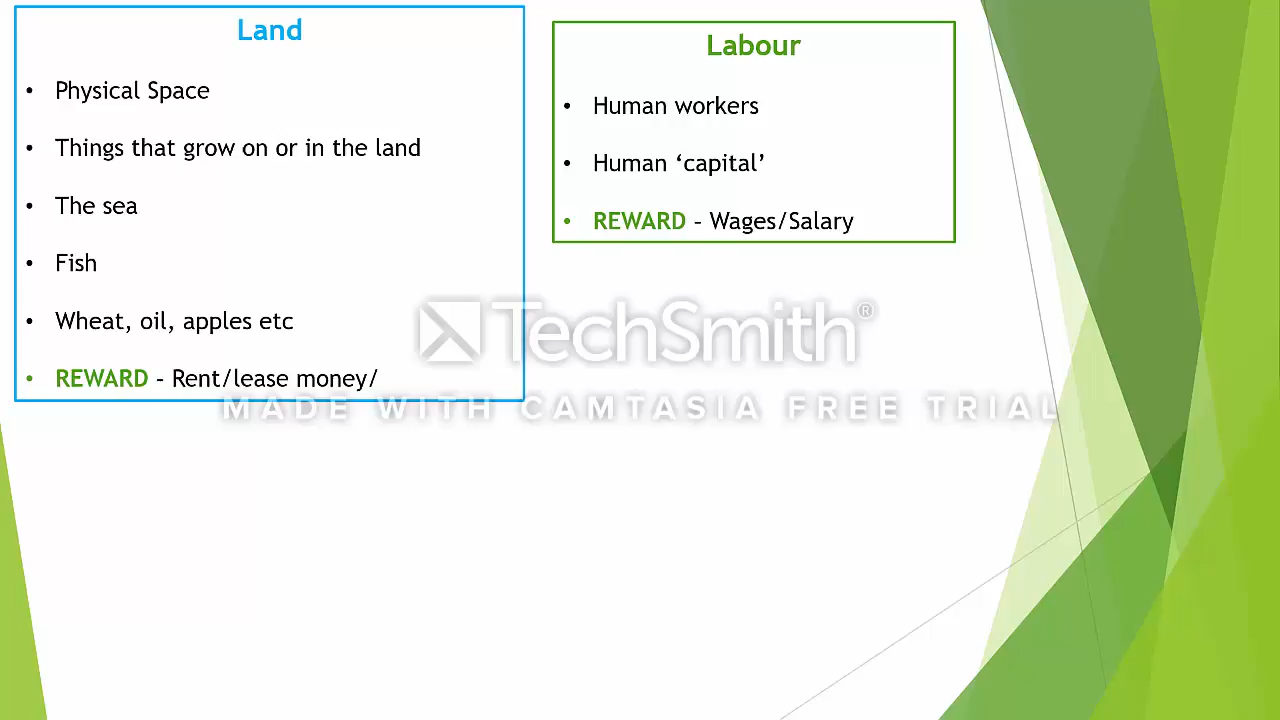 Land
• Physical Space
• Things that grow on or in the land
• The sea
• Fish
• Wheat, oil, apples etc
• REWARD – Rent/lease money/
Labour
• Human workers
• Human ‘capital’
• REWARD – Wages/Salary
TechSmith®
MADE WITH CAMTASIA FREE TRIAL